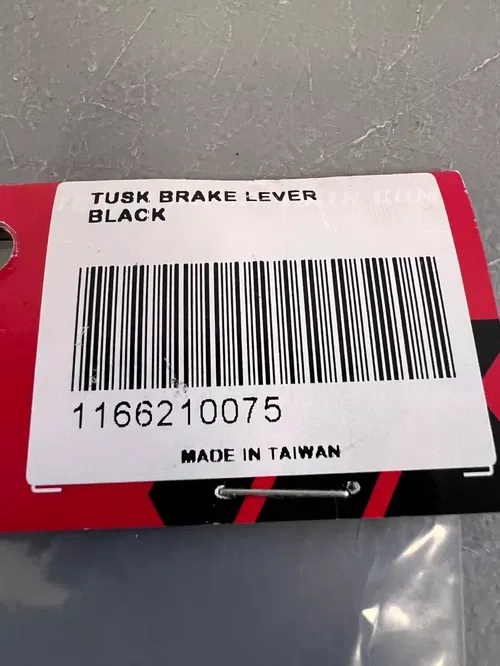 TUSK BRAKE LEVER
BLACK
1166210075
MADE IN TAIWAN